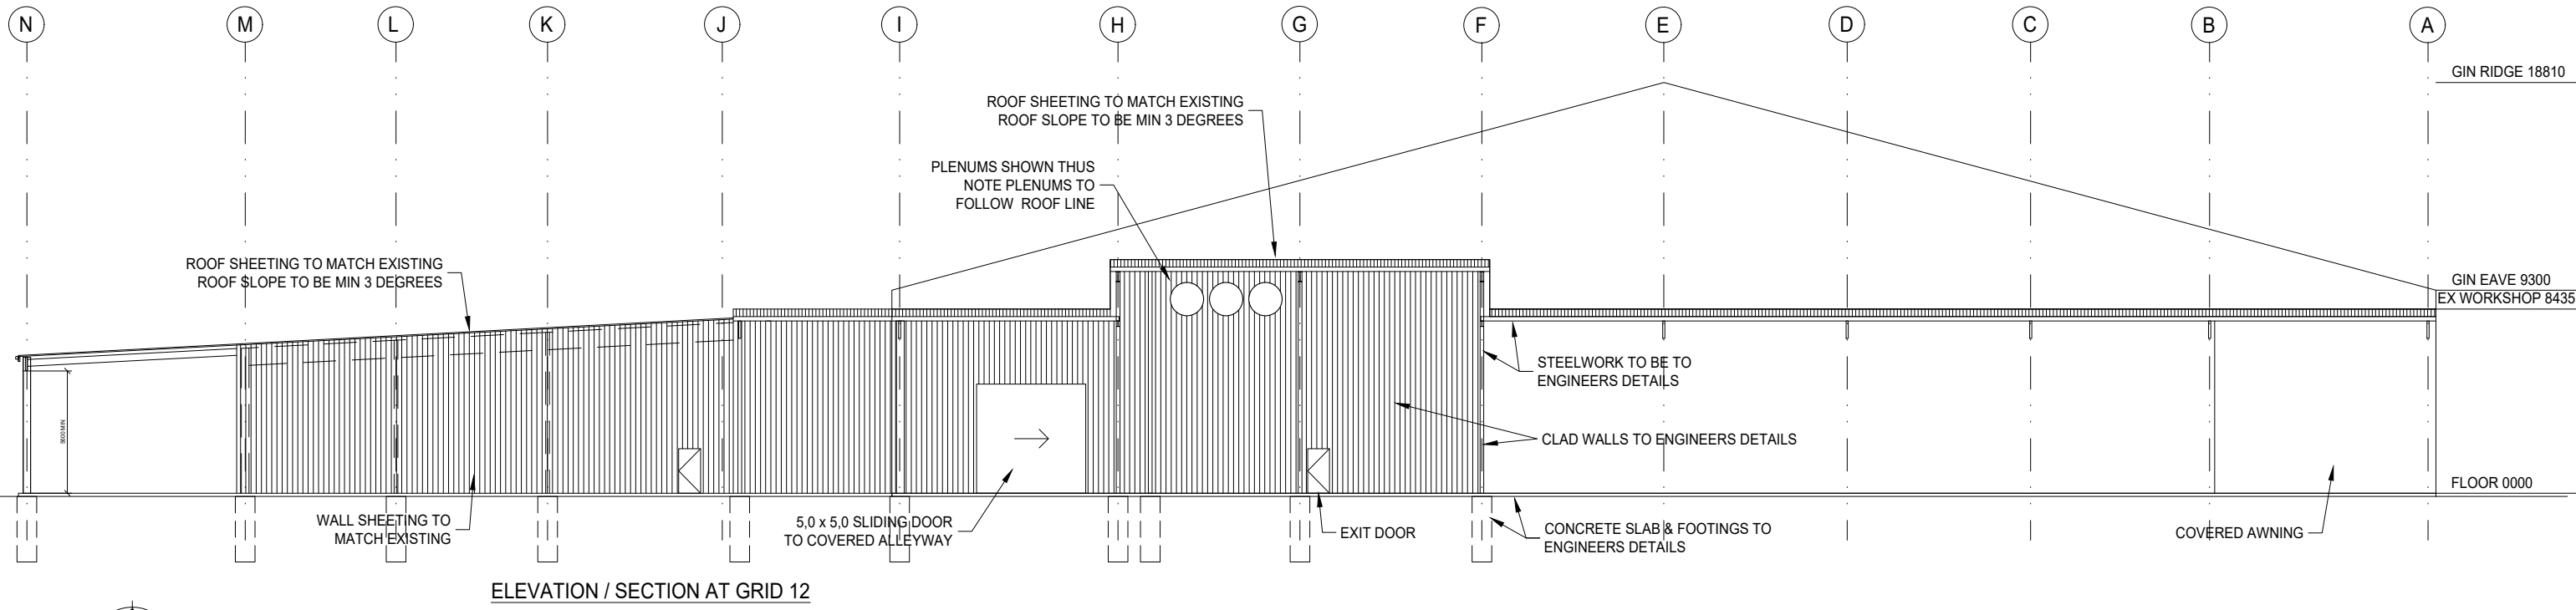 N M L K J I H G F E D C B A
GIN RIDGE 18810
ROOF SHEETING TO MATCH EXISTING
ROOF SLOPE TO BE MIN 3 DEGREES
PLENUMS SHOWN THUS
NOTE PLENUMS TO
FOLLOW ROOF LINE
ROOF SHEETING TO MATCH EXISTING
ROOF SLOPE TO BE MIN 3 DEGREES
GIN EAVE 9300
EX WORKSHOP 8435
STEELWORK TO BE TO
ENGINEERS DETAILS
CLAD WALLS TO ENGINEERS DETAILS
FLOOR 0000
WALL SHEETING TO
MATCH EXISTING
5,0 x 5,0 SLIDING DOOR
TO COVERED ALLEYWAY
EXIT DOOR
CONCRETE SLAB & FOOTINGS TO
ENGINEERS DETAILS
COVERED AWNING
ELEVATION / SECTION AT GRID 12